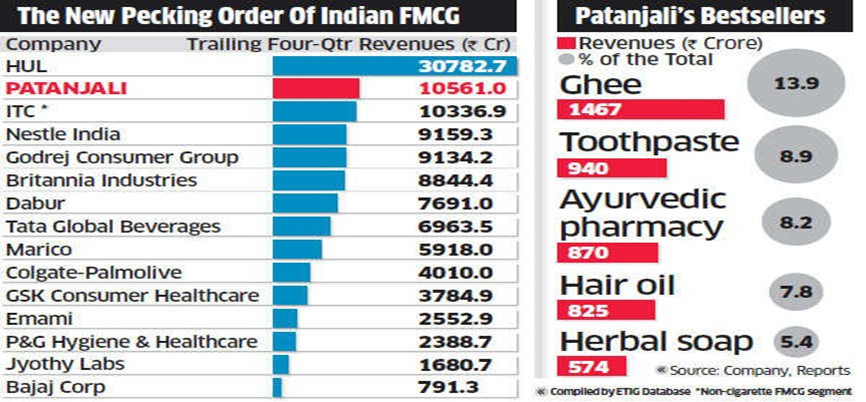 The New Pecking Order Of Indian FMCG
Company Trailing Four-Qtr Revenues (₹ Cr)
HUL 30782.7
PATANJALI 10561.0
ITC * 10336.9
Nestle India 9159.3
Godrej Consumer Group 9134.2
Britannia Industries 8844.4
Dabur 7691.0
Tata Global Beverages 6963.5
Marico 5918.0
Colgate-Palmolive 4010.0
GSK Consumer Healthcare 3784.9
Emami 2552.9
P&G Hygiene & Healthcare 2388.7
Jyothy Labs 1680.7
Bajaj Corp 791.3
Patanjali's Bestsellers
Revenues (₹ Crore)
% of the Total
Ghee
1467
13.9
Toothpaste
940
8.9
Ayurvedic
pharmacy
870
8.2
Hair oil
825
7.8
Herbal soap
574
5.4
Source: Company, Reports
Compiled by ETIG Database *Non-cigarette FMCG segment